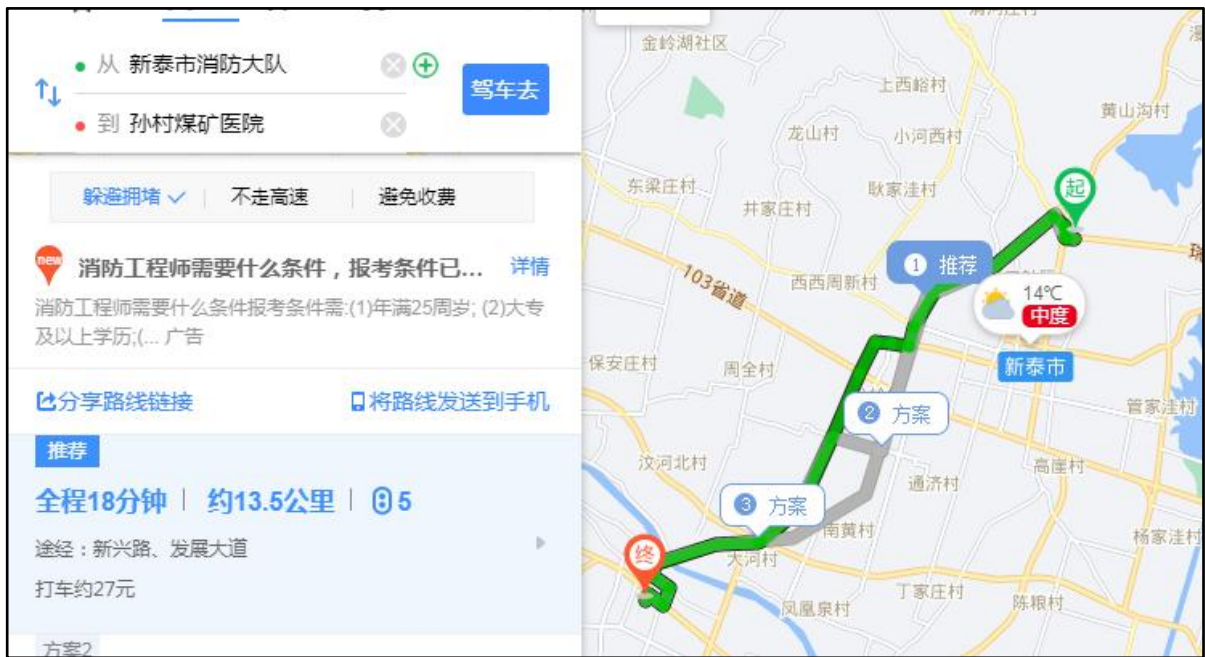 从 新泰市消防大队
到 孙村煤矿医院
驾车去
躲避拥堵
不走高速
避免收费
new
消防工程师需要什么条件，报考条件已...
详情
消防工程师需要什么条件报考条件需:(1)年满25周岁; (2)大专
及以上学历;(... 广告
分享路线链接
将路线发送到手机
推荐
全程18分钟
约13.5公里
5
途经：新兴路、发展大道
打车约27元
方案2
金岭湖社区
上西峪村
黄山沟村
龙山村
小河西村
东梁庄村
耿家洼村
井家庄村
起
1 推荐
103省道
西西周新村
14℃
中度
新泰市
保安庄村
周全村
2 方案
管家洼村
汶河北村
高崖村
通济村
3 方案
南黄村
杨家洼村
终
大河村
丁家庄村
凤凰泉村
陈粮村